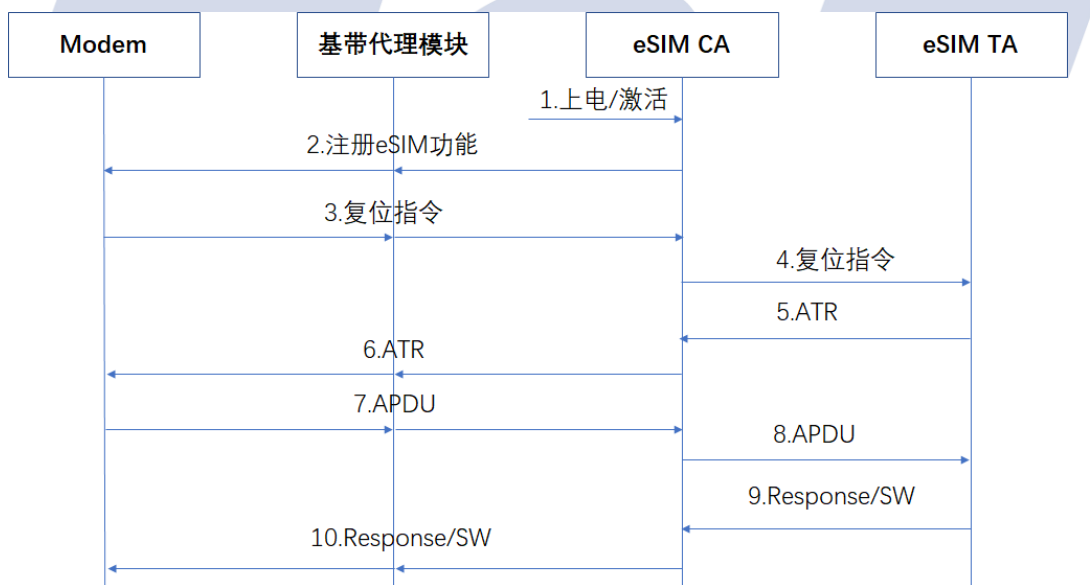 Modem
基带代理模块
eSIM CA
eSIM TA
1.上电/激活
2.注册eSIM功能
3.复位指令
4.复位指令
5.ATR
6.ATR
7.APDU
8.APDU
9.Response/SW
10.Response/SW